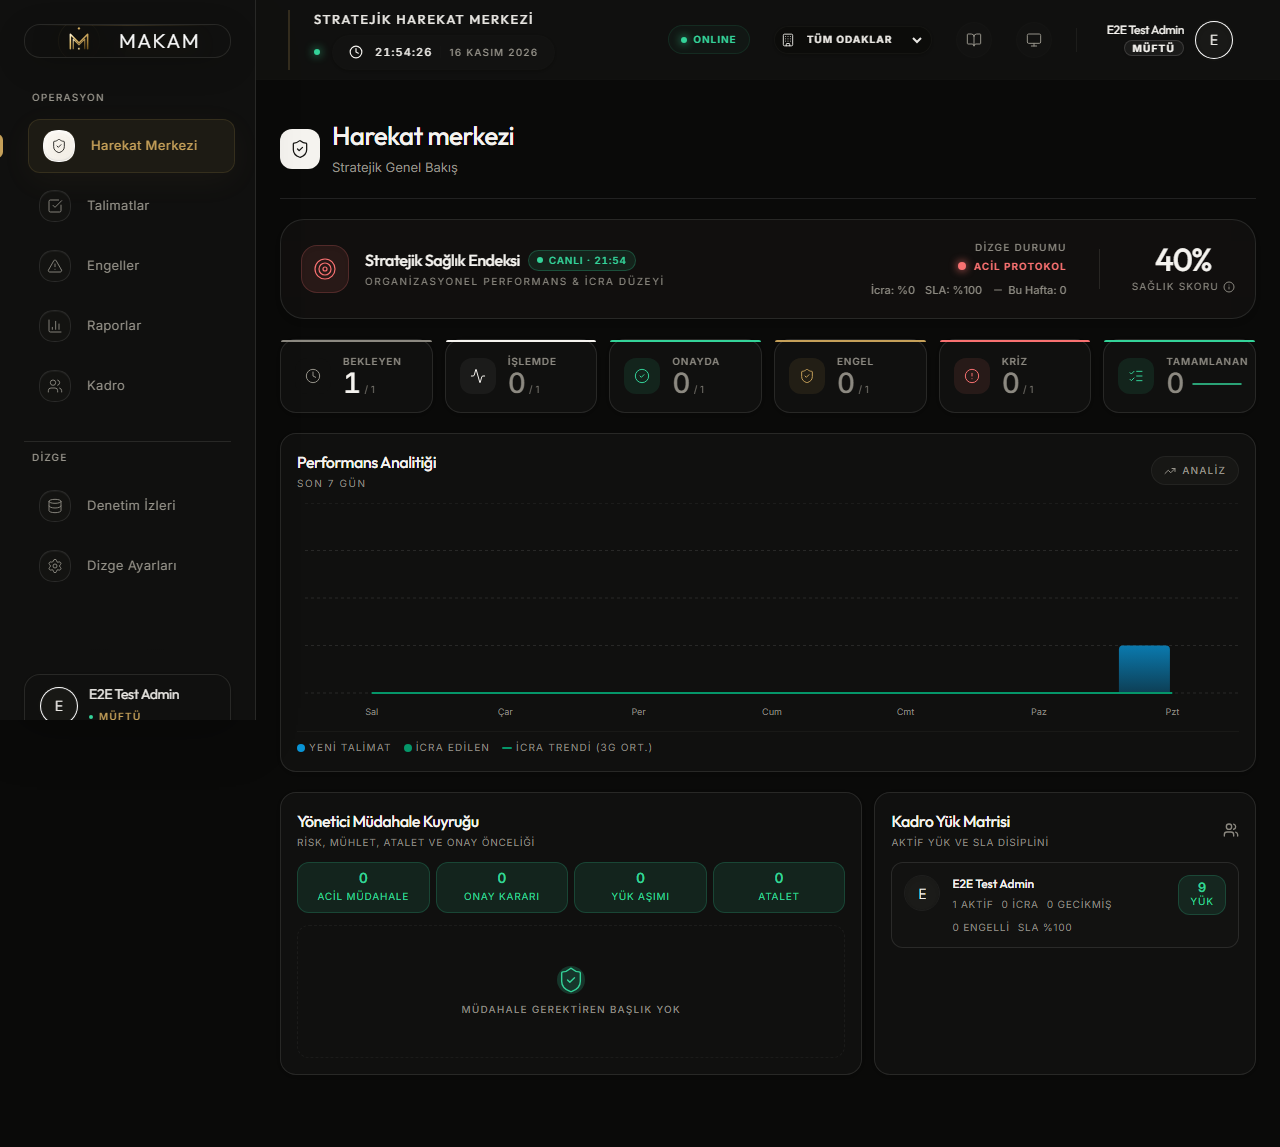 MAKAM
OPERASYON
Harekat Merkezi
Talimatlar
Engeller
Raporlar
Kadro
DİZGE
Denetim İzleri
Dizge Ayarları
E
E2E Test Admin
MÜFTÜ
STRATEJİK HAREKAT MERKEZİ
21:54:26 16 KASIM 2026
ONLINE
TÜM ODAKLAR
E2E Test Admin
MÜFTÜ
E
Harekat merkezi
Stratejik Genel Bakış
Stratejik Sağlık Endeksi
CANLI · 21:54
ORGANİZASYONEL PERFORMANS & İCRA DÜZEYİ
DİZGE DURUMU
ACİL PROTOKOL
İcra: %0 SLA: %100 — Bu Hafta: 0
40%
SAĞLIK SKORU
BEKLEYEN
1 / 1
İŞLEMDE
0 / 1
ONAYDA
0 / 1
ENGEL
0 / 1
KRİZ
0 / 1
TAMAMLANAN
0
Performans Analitiği
SON 7 GÜN
ANALİZ
Sal Çar Per Cum Cmt Paz Pzt
YENİ TALİMAT İCRA EDİLEN İCRA TRENDİ (3G ORT.)
Yönetici Müdahale Kuyruğu
RİSK, MÜHLET, ATALET VE ONAY ÖNCELİĞİ
0
ACİL MÜDAHALE
0
ONAY KARARI
0
YÜK AŞIMI
0
ATALET
MÜDAHALE GEREKTİREN BAŞLIK YOK
Kadro Yük Matrisi
AKTİF YÜK VE SLA DİSİPLİNİ
E
E2E Test Admin
1 AKTİF 0 İCRA 0 GECİKMİŞ
0 ENGELLİ SLA %100
9
YÜK